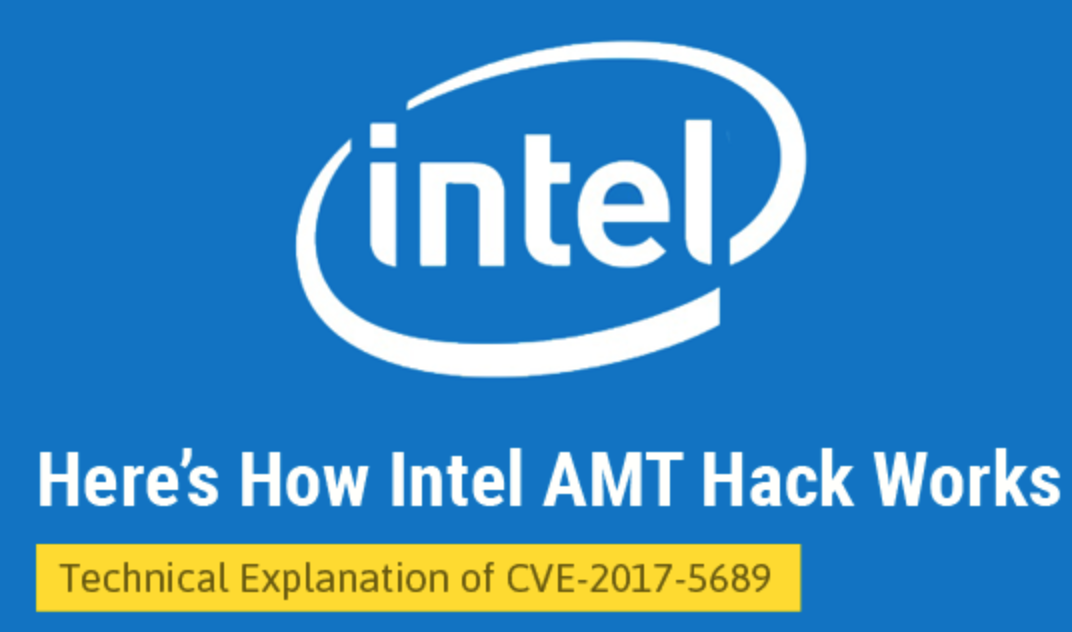 intel
Here's How Intel AMT Hack Works
Technical Explanation of CVE-2017-5689